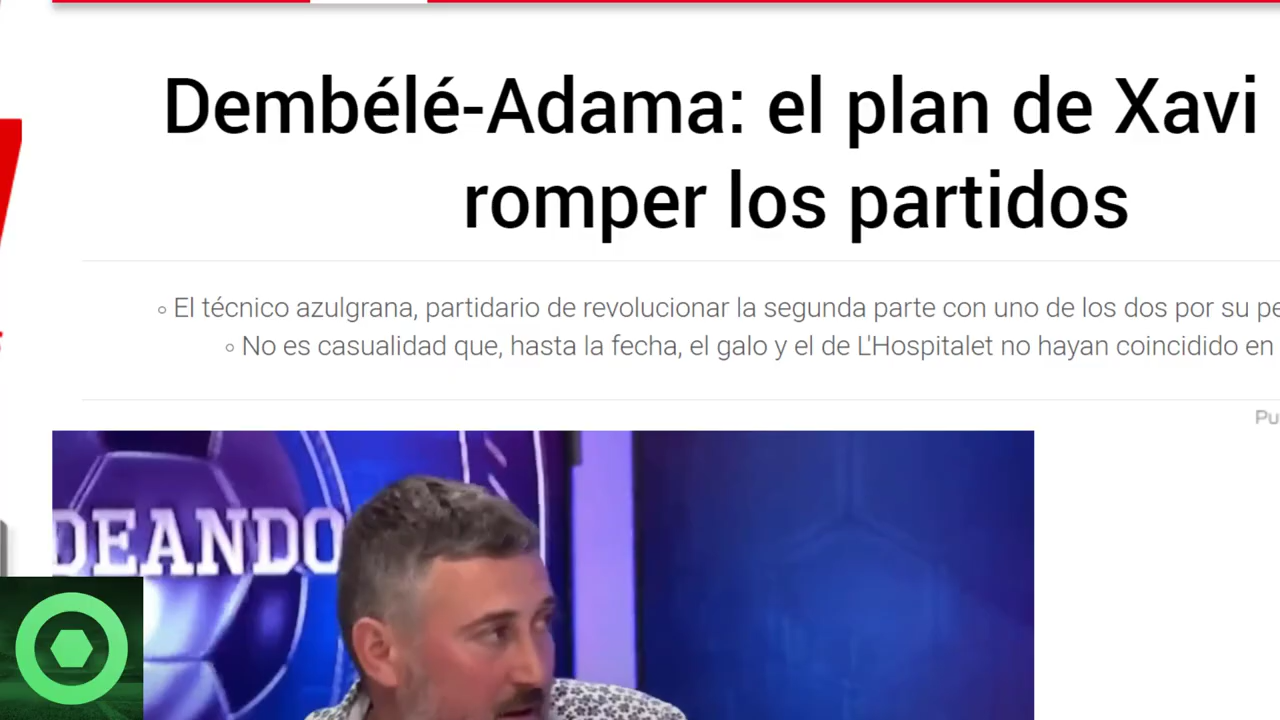 Dembélé-Adama: el plan de Xavi
romper los partidos
◦ El técnico azulgrana, partidario de revolucionar la segunda parte con uno de los dos por su
◦ No es casualidad que, hasta la fecha, el galo y el de L'Hospitalet no hayan coincidido en
DEANDO